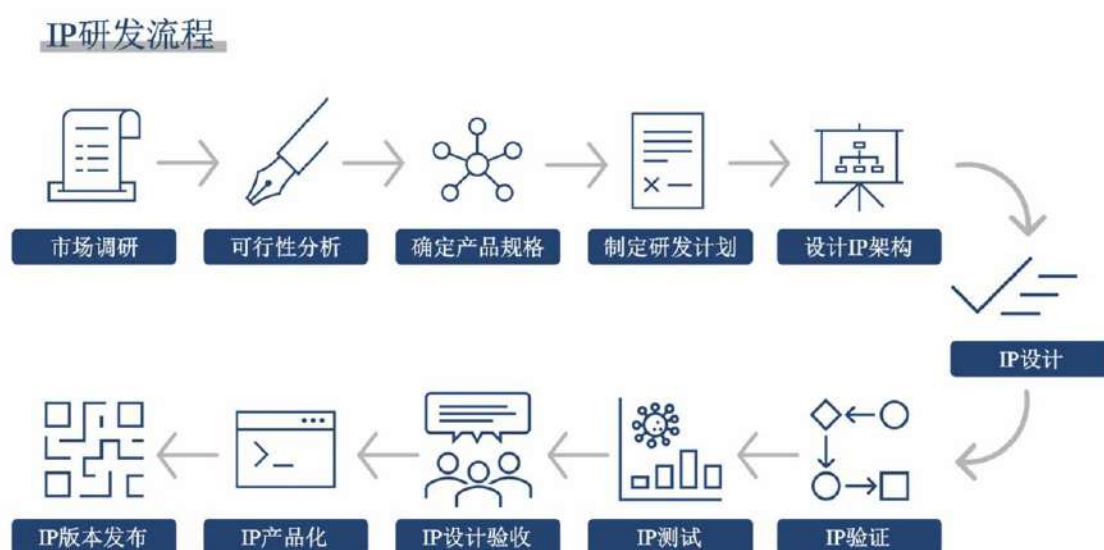 IP研发流程
市场调研
可行性分析
确定产品规格
制定研发计划
设计IP架构
IP设计
IP验证
IP测试
IP设计验收
IP产品化
IP版本发布